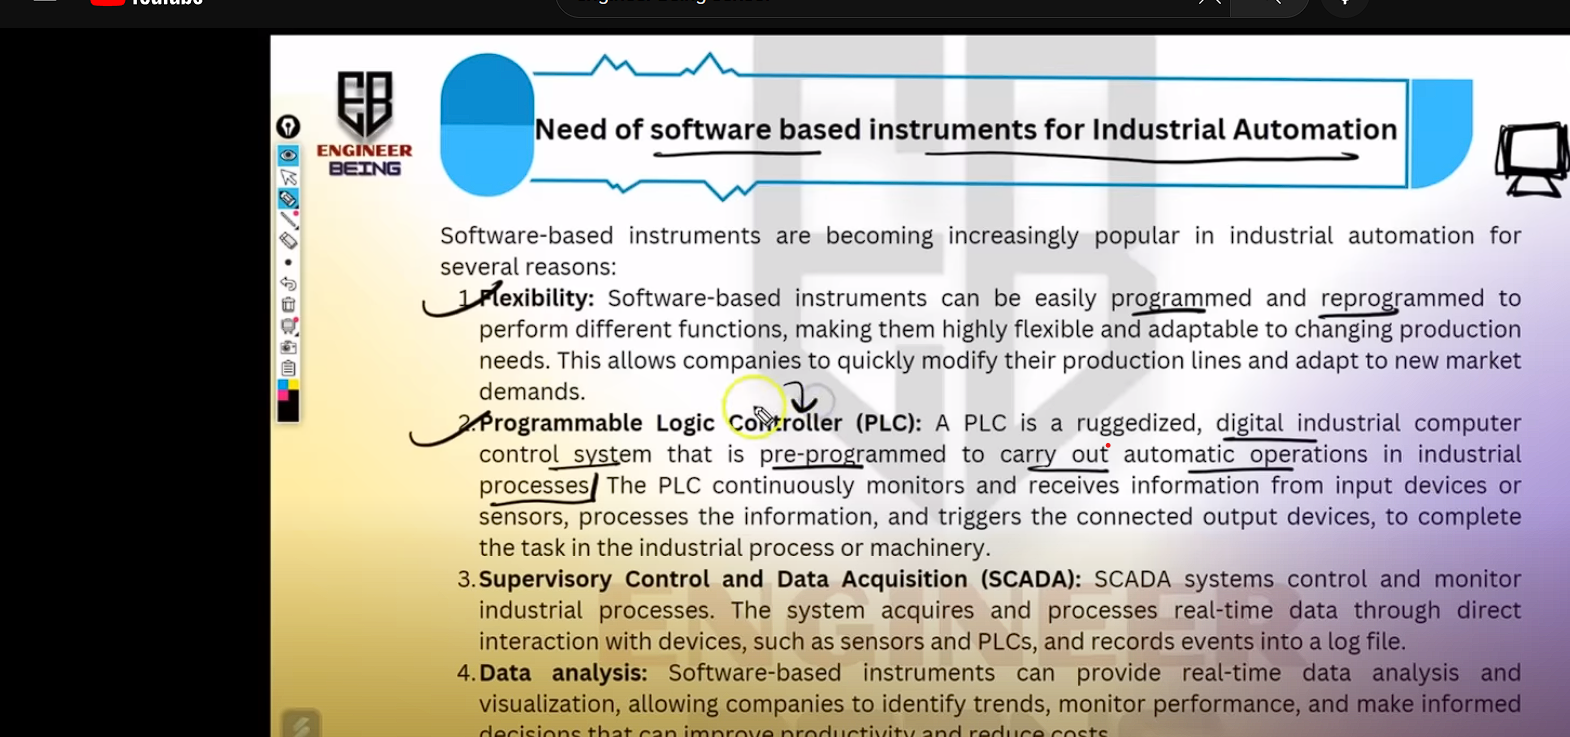 YouTube
ENGINEER
BEING
Need of software based instruments for Industrial Automation
Software-based instruments are becoming increasingly popular in industrial automation for
several reasons:
1. Flexibility: Software-based instruments can be easily programmed and reprogrammed to
perform different functions, making them highly flexible and adaptable to changing production
needs. This allows companies to quickly modify their production lines and adapt to new market
demands.
2. Programmable Logic Controller (PLC): A PLC is a ruggedized, digital industrial computer
control system that is pre-programmed to carry out automatic operations in industrial
processes. The PLC continuously monitors and receives information from input devices or
sensors, processes the information, and triggers the connected output devices, to complete
the task in the industrial process or machinery.
3. Supervisory Control and Data Acquisition (SCADA): SCADA systems control and monitor
industrial processes. The system acquires and processes real-time data through direct
interaction with devices, such as sensors and PLCs, and records events into a log file.
4. Data analysis: Software-based instruments can provide real-time data analysis and
visualization, allowing companies to identify trends, monitor performance, and make informed
decisions that can improve productivity and reduce costs.